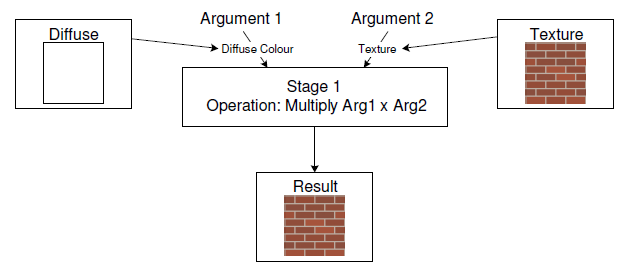 Argument 1
Argument 2
Diffuse
Diffuse Colour
Texture
Texture
Stage 1
Operation: Multiply Arg1 x Arg2
Result